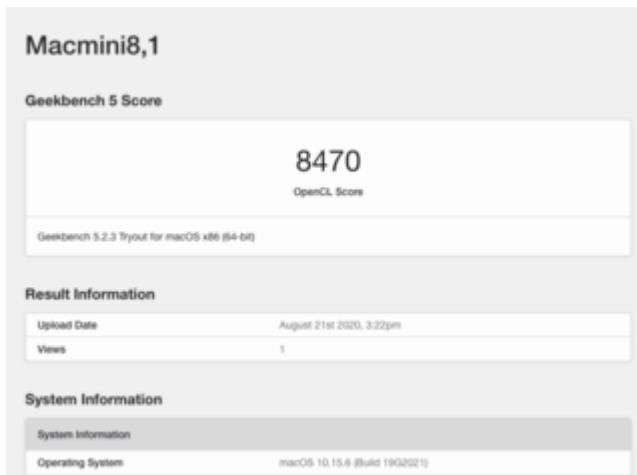 Macmini8,1
Geekbench 5 Score
8470
OpenCL Score
Geekbench 5.2.3 Tryout for macOS x86 (64-bit)
Result Information
Upload Date August 21st 2020, 3:22pm
Views 1
System Information
System Information
Operating System macOS 10.15.6 (Build 19G2021)